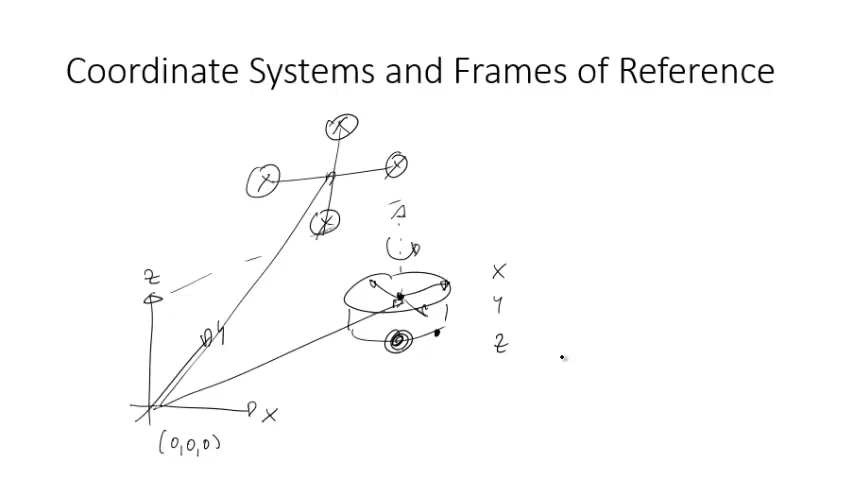 Coordinate Systems and Frames of Reference
X
X
X
X
Z
X
Y
Y
Z
X
(0,0,0)